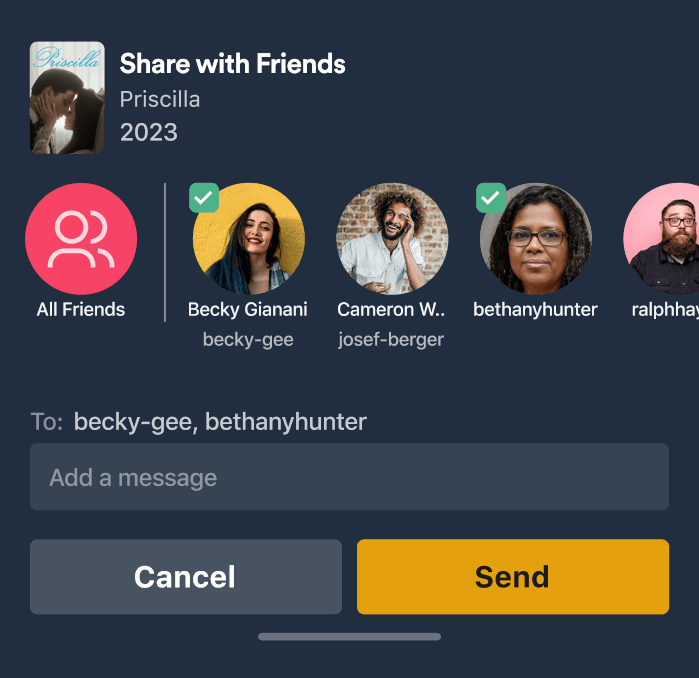 Priscilla
Share with Friends
Priscilla
2023
All Friends
Becky Gianani
Cameron W..
bethanyhunter
ralphhay
becky-gee
josef-berger
To: becky-gee, bethanyhunter
Add a message
Cancel
Send